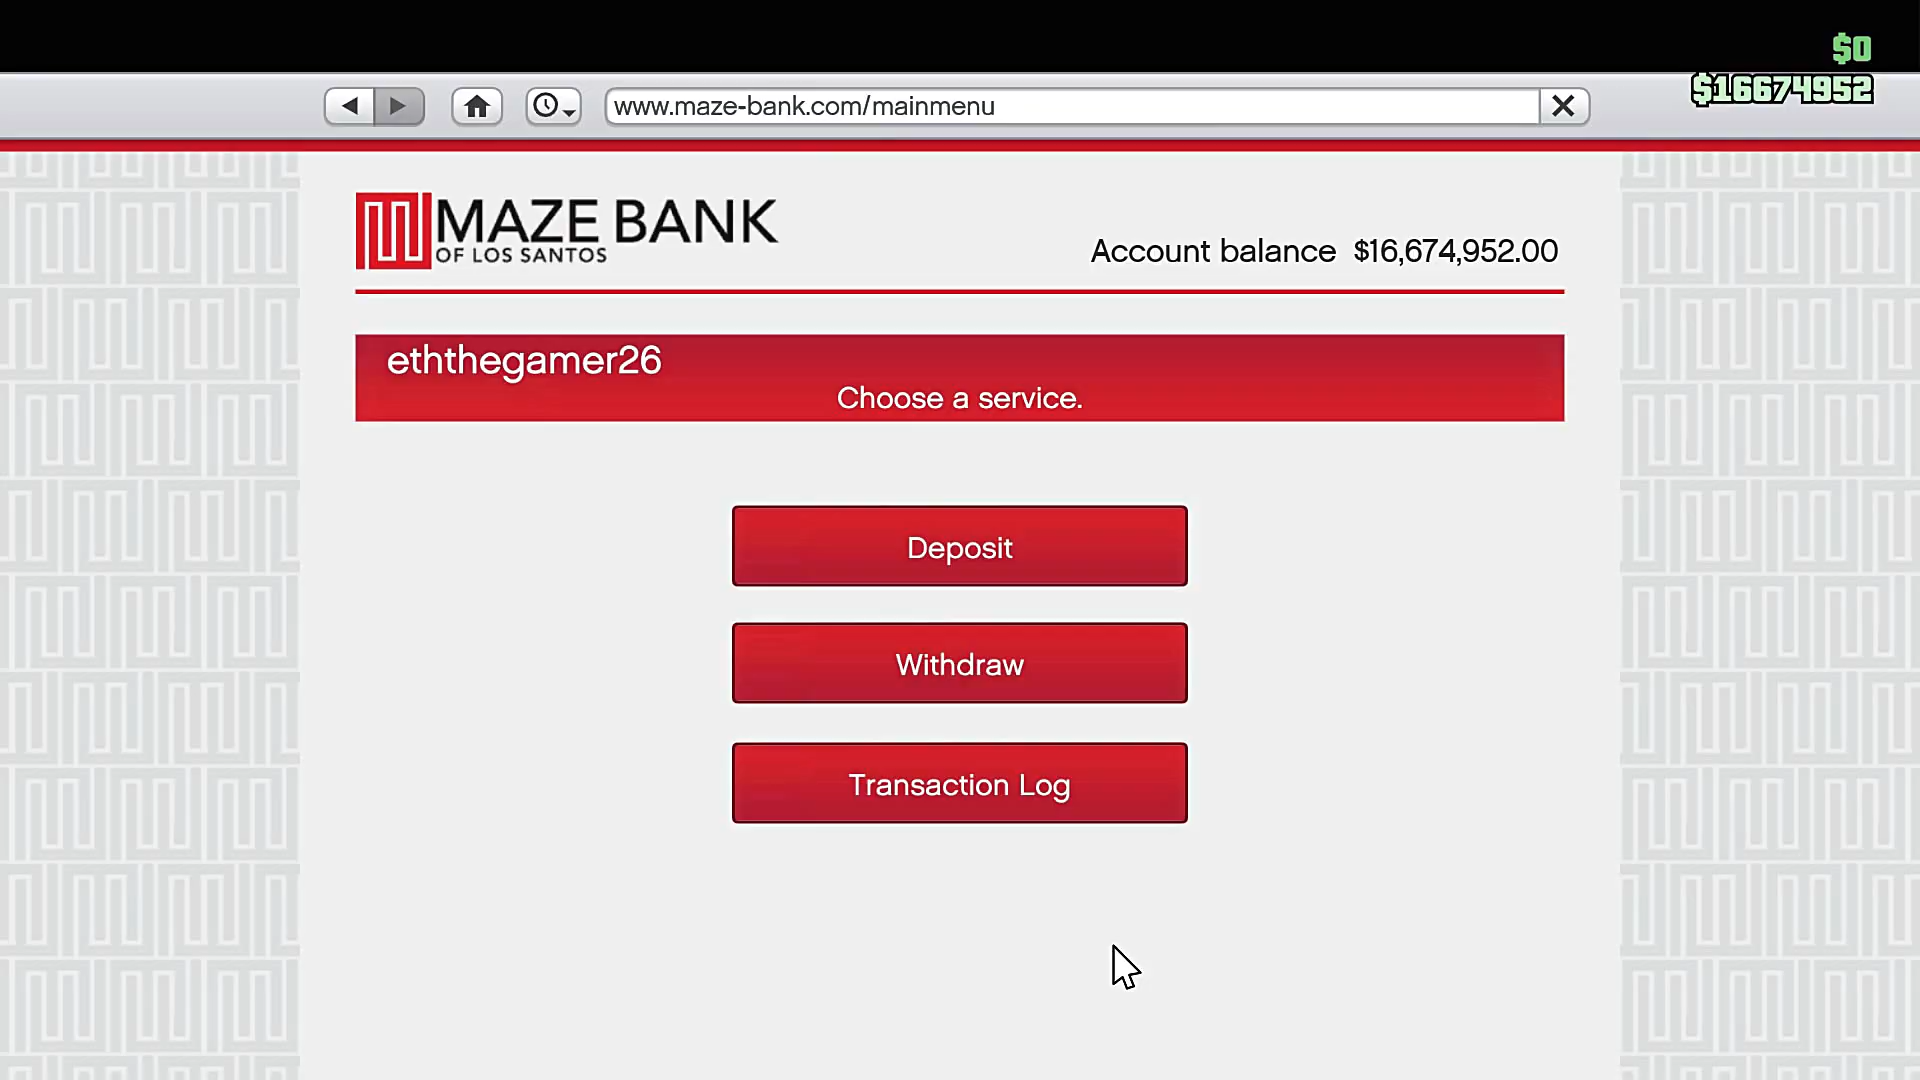 $0
$16674952
www.maze-bank.com/mainmenu
MAZE BANK
OF LOS SANTOS
Account balance $16,674,952.00
eththegamer26
Choose a service.
Deposit
Withdraw
Transaction Log